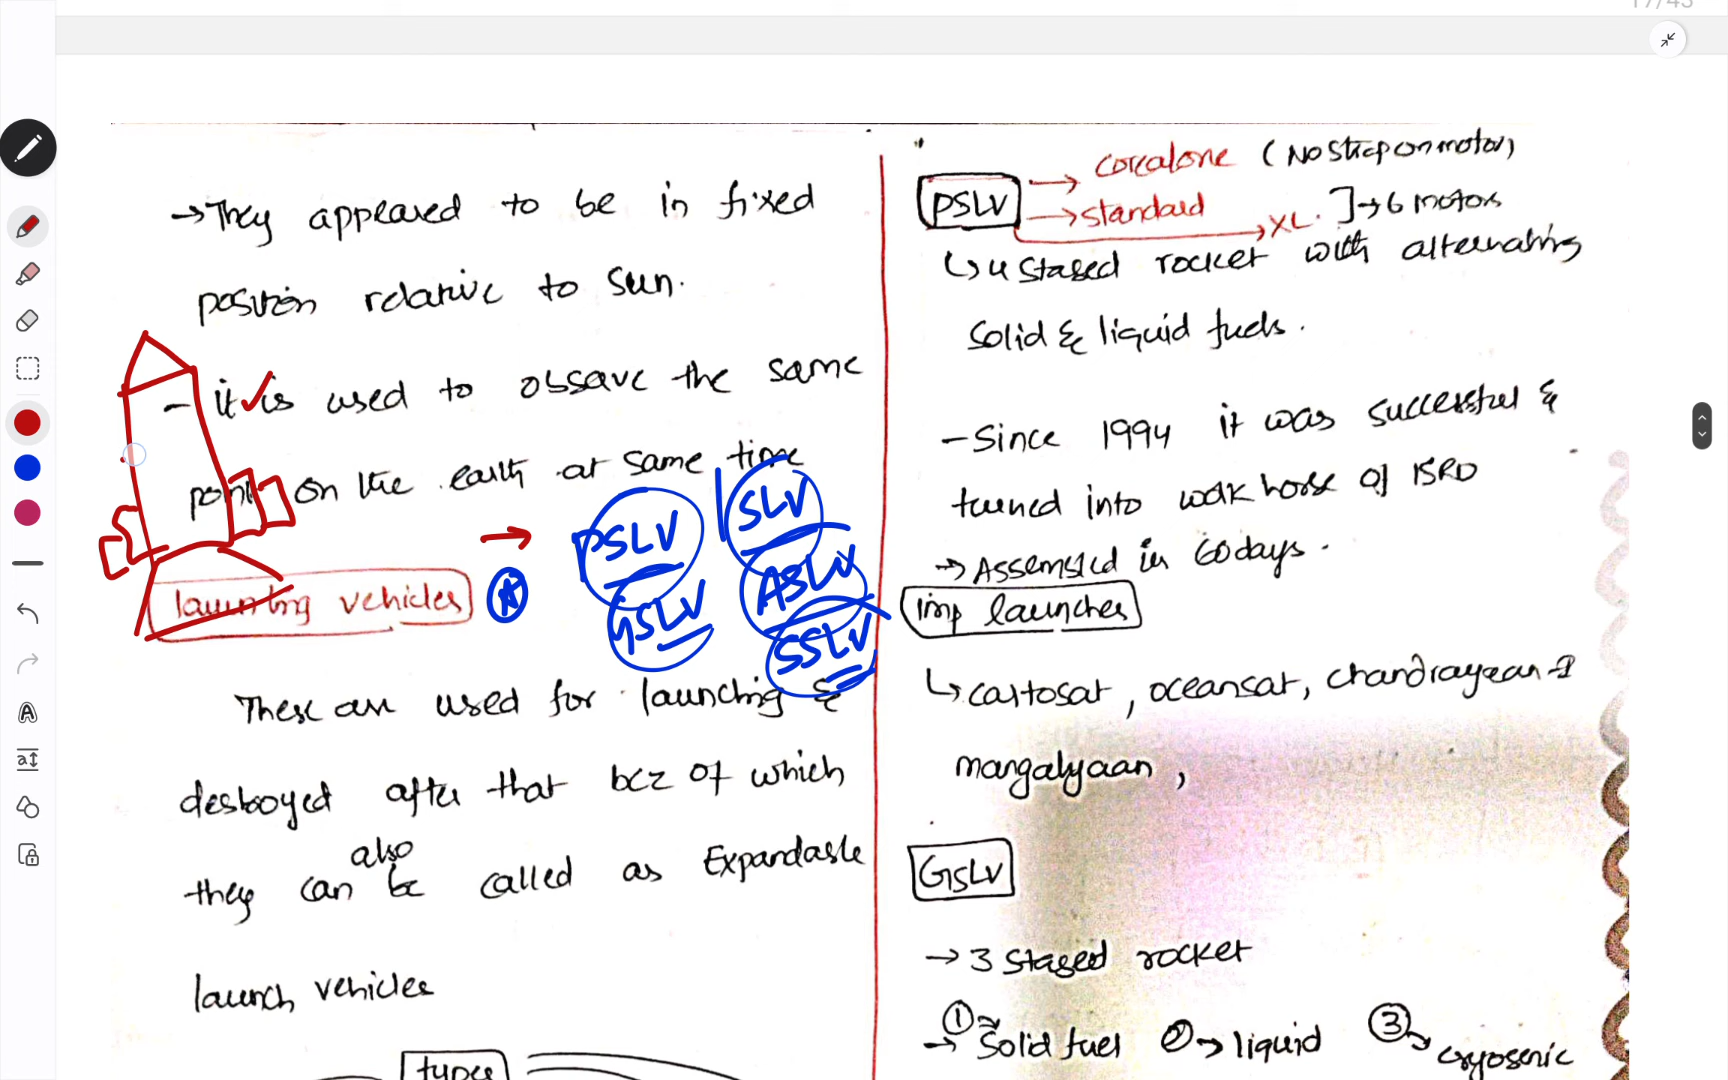 → They appeared to be in fixed
position relative to sun.
- it is used to obsave the same
point on the earth at same time
launting vehicles
PSLV
SLV
GSLV
ASLV
SSLV
These are used for launching &
destroyed after that bcz of which
they can also be called as Expandable
launch vehicles
types
PSLV → corealone (No strap on motor)
→ standard
→ XL. ] → 6 motors
↳ 4 staged rocket with alternating
solid & liquid fuels.
- Since 1994 it was successful &
turned into work horse of ISRO
→ Assembled in 60 days.
imp launches
↳ cartosat, oceansat, chandrayaan-1
mangalyaan,
GSLV
→ 3 staged rocket
→ ① → Solid fuel ② → liquid ③ → cryogenic